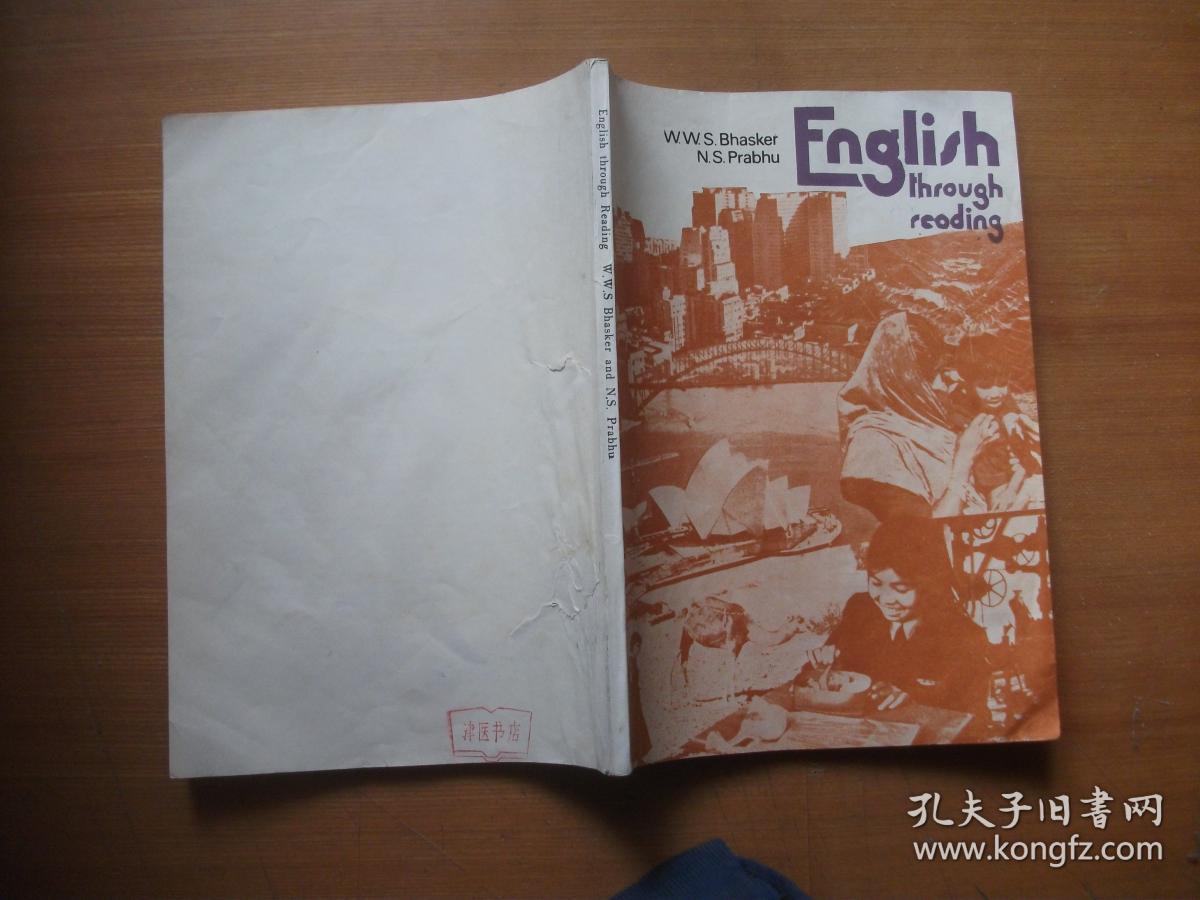 English through Reading W.W.S Bhasker and N.S. Prabhu
W.W.S. Bhasker
N.S. Prabhu
English
through
reading
津医书店
孔夫子旧书网
www.kongfz.com